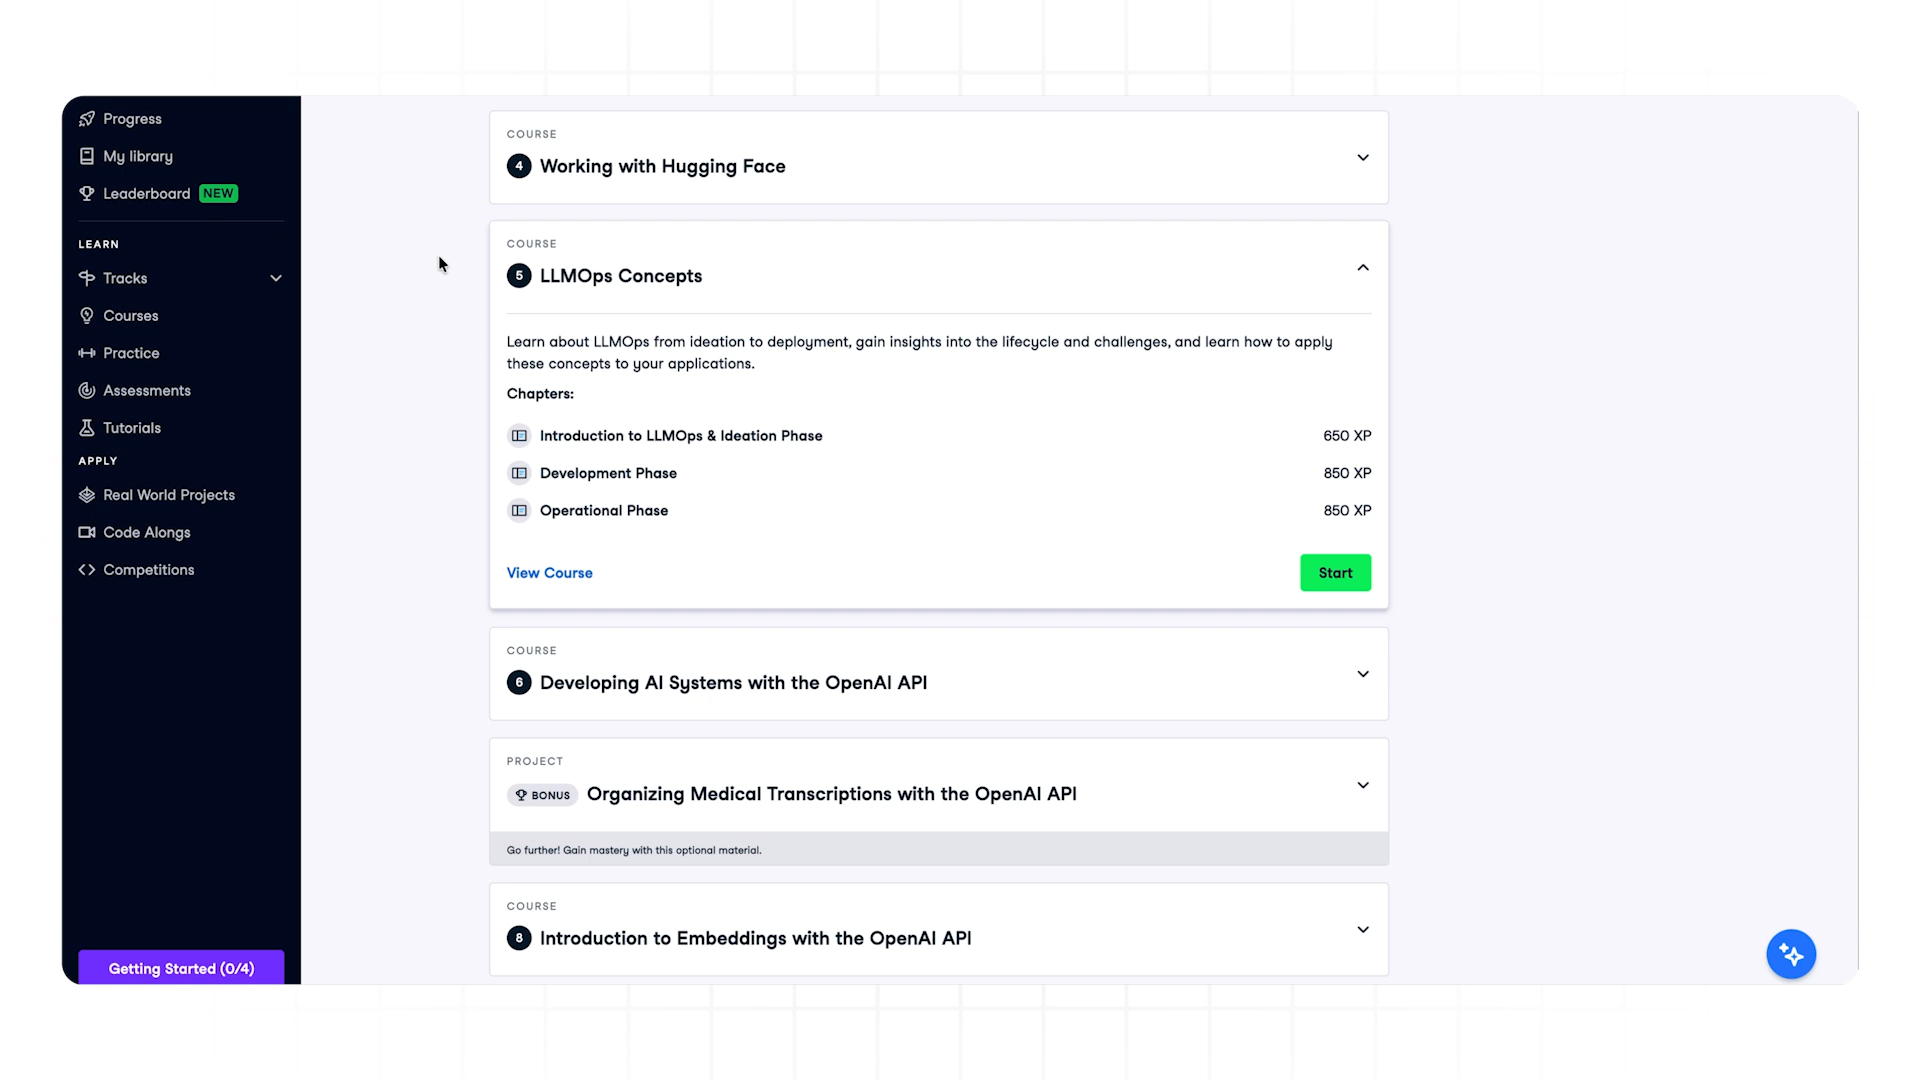 Progress
My library
Leaderboard NEW
LEARN
Tracks
Courses
Practice
Assessments
Tutorials
APPLY
Real World Projects
Code Alongs
Competitions
Getting Started (0/4)
COURSE
4 Working with Hugging Face
COURSE
5 LLMOps Concepts
Learn about LLMOps from ideation to deployment, gain insights into the lifecycle and challenges, and learn how to apply
these concepts to your applications.
Chapters:
Introduction to LLMOps & Ideation Phase 650 XP
Development Phase 850 XP
Operational Phase 850 XP
View Course Start
COURSE
6 Developing AI Systems with the OpenAI API
PROJECT
BONUS Organizing Medical Transcriptions with the OpenAI API
Go further! Gain mastery with this optional material.
COURSE
8 Introduction to Embeddings with the OpenAI API